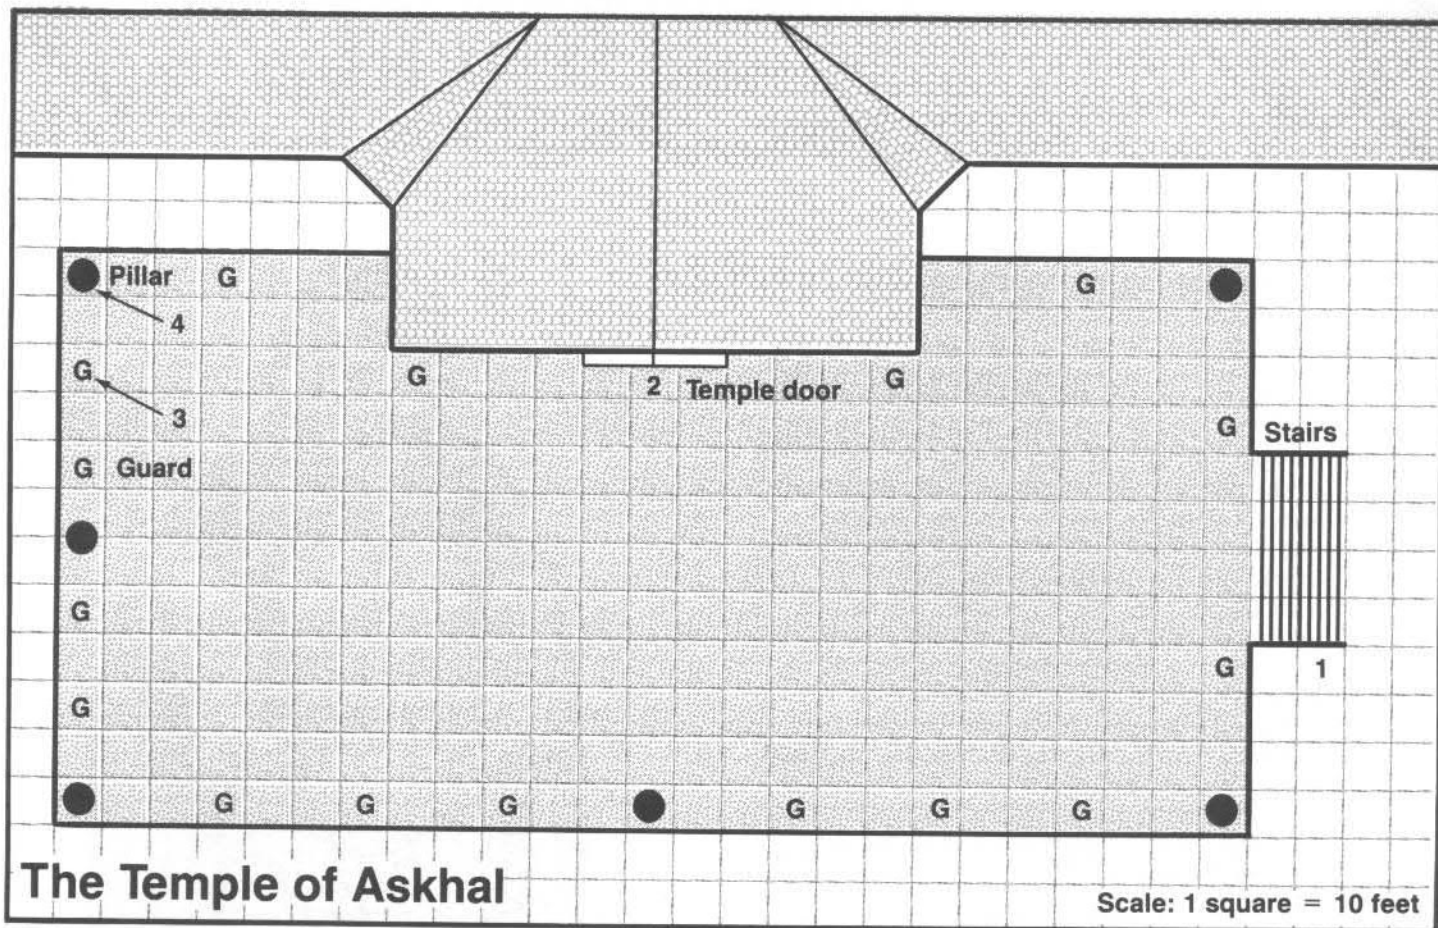 Pillar G G
4
G G G
3
2 Temple door
G Stairs
G Guard
G
G 1
G
G G G G G G
The Temple of Askhal
Scale: 1 square = 10 feet